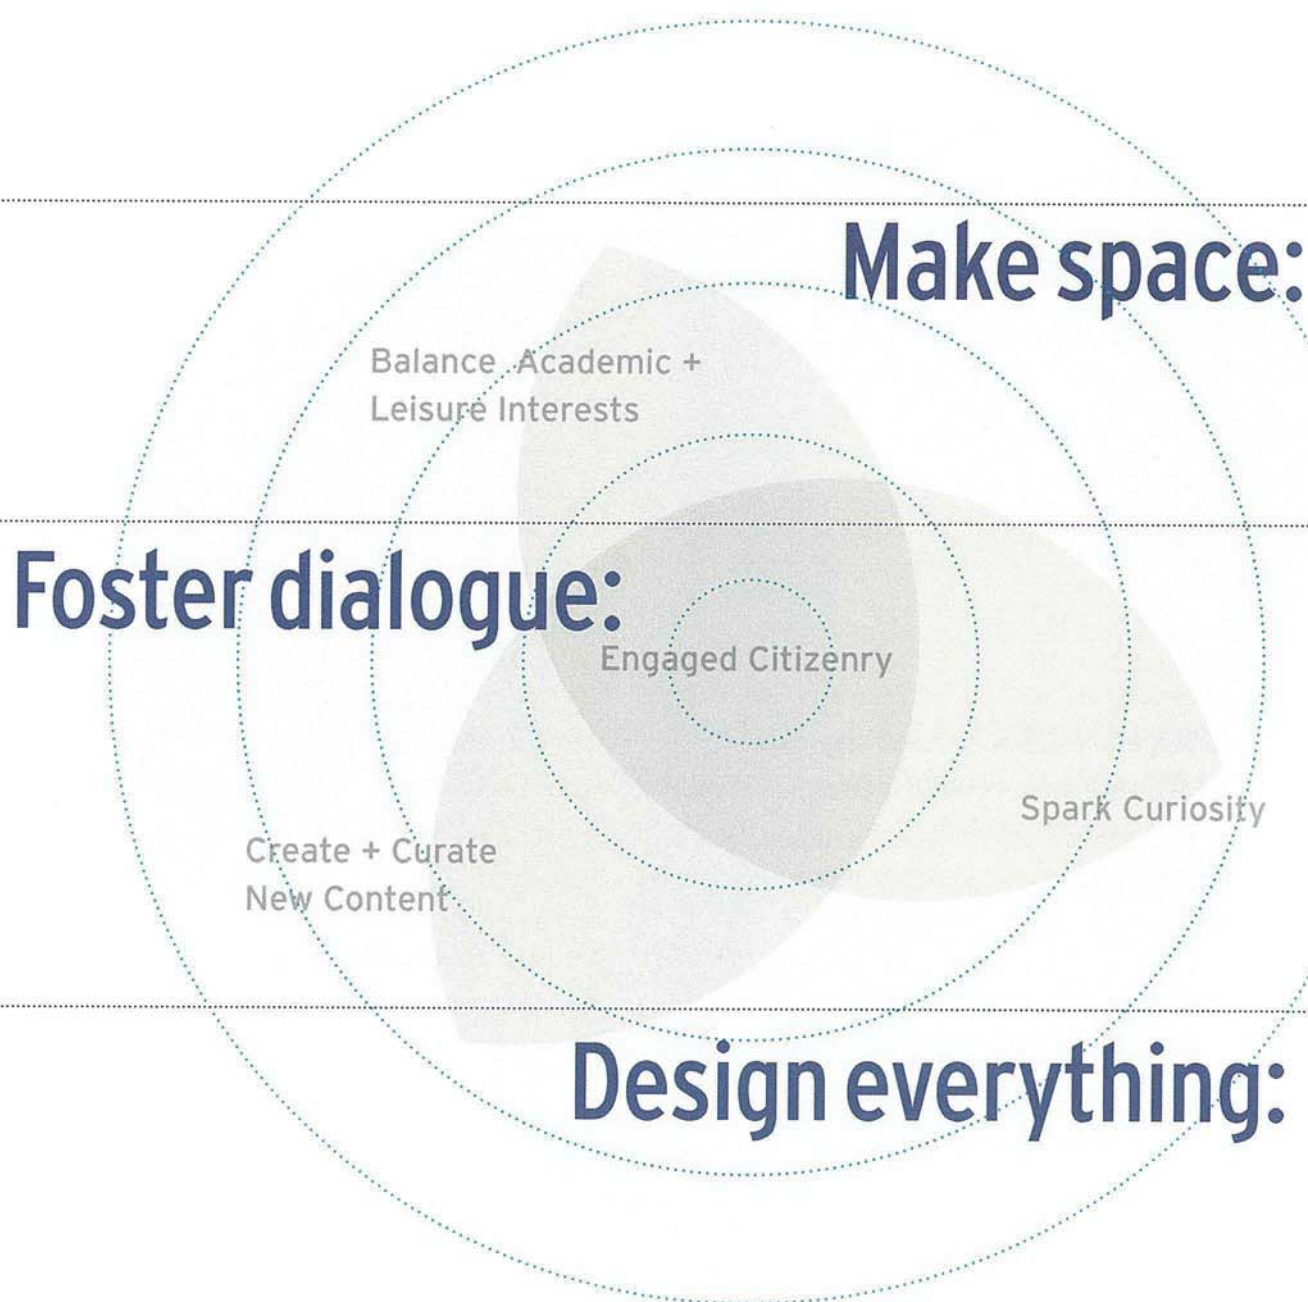 Make space:
Balance Academic +
Leisure Interests
Foster dialogue:
Engaged Citizenry
Spark Curiosity
Create + Curate
New Content
Design everything: